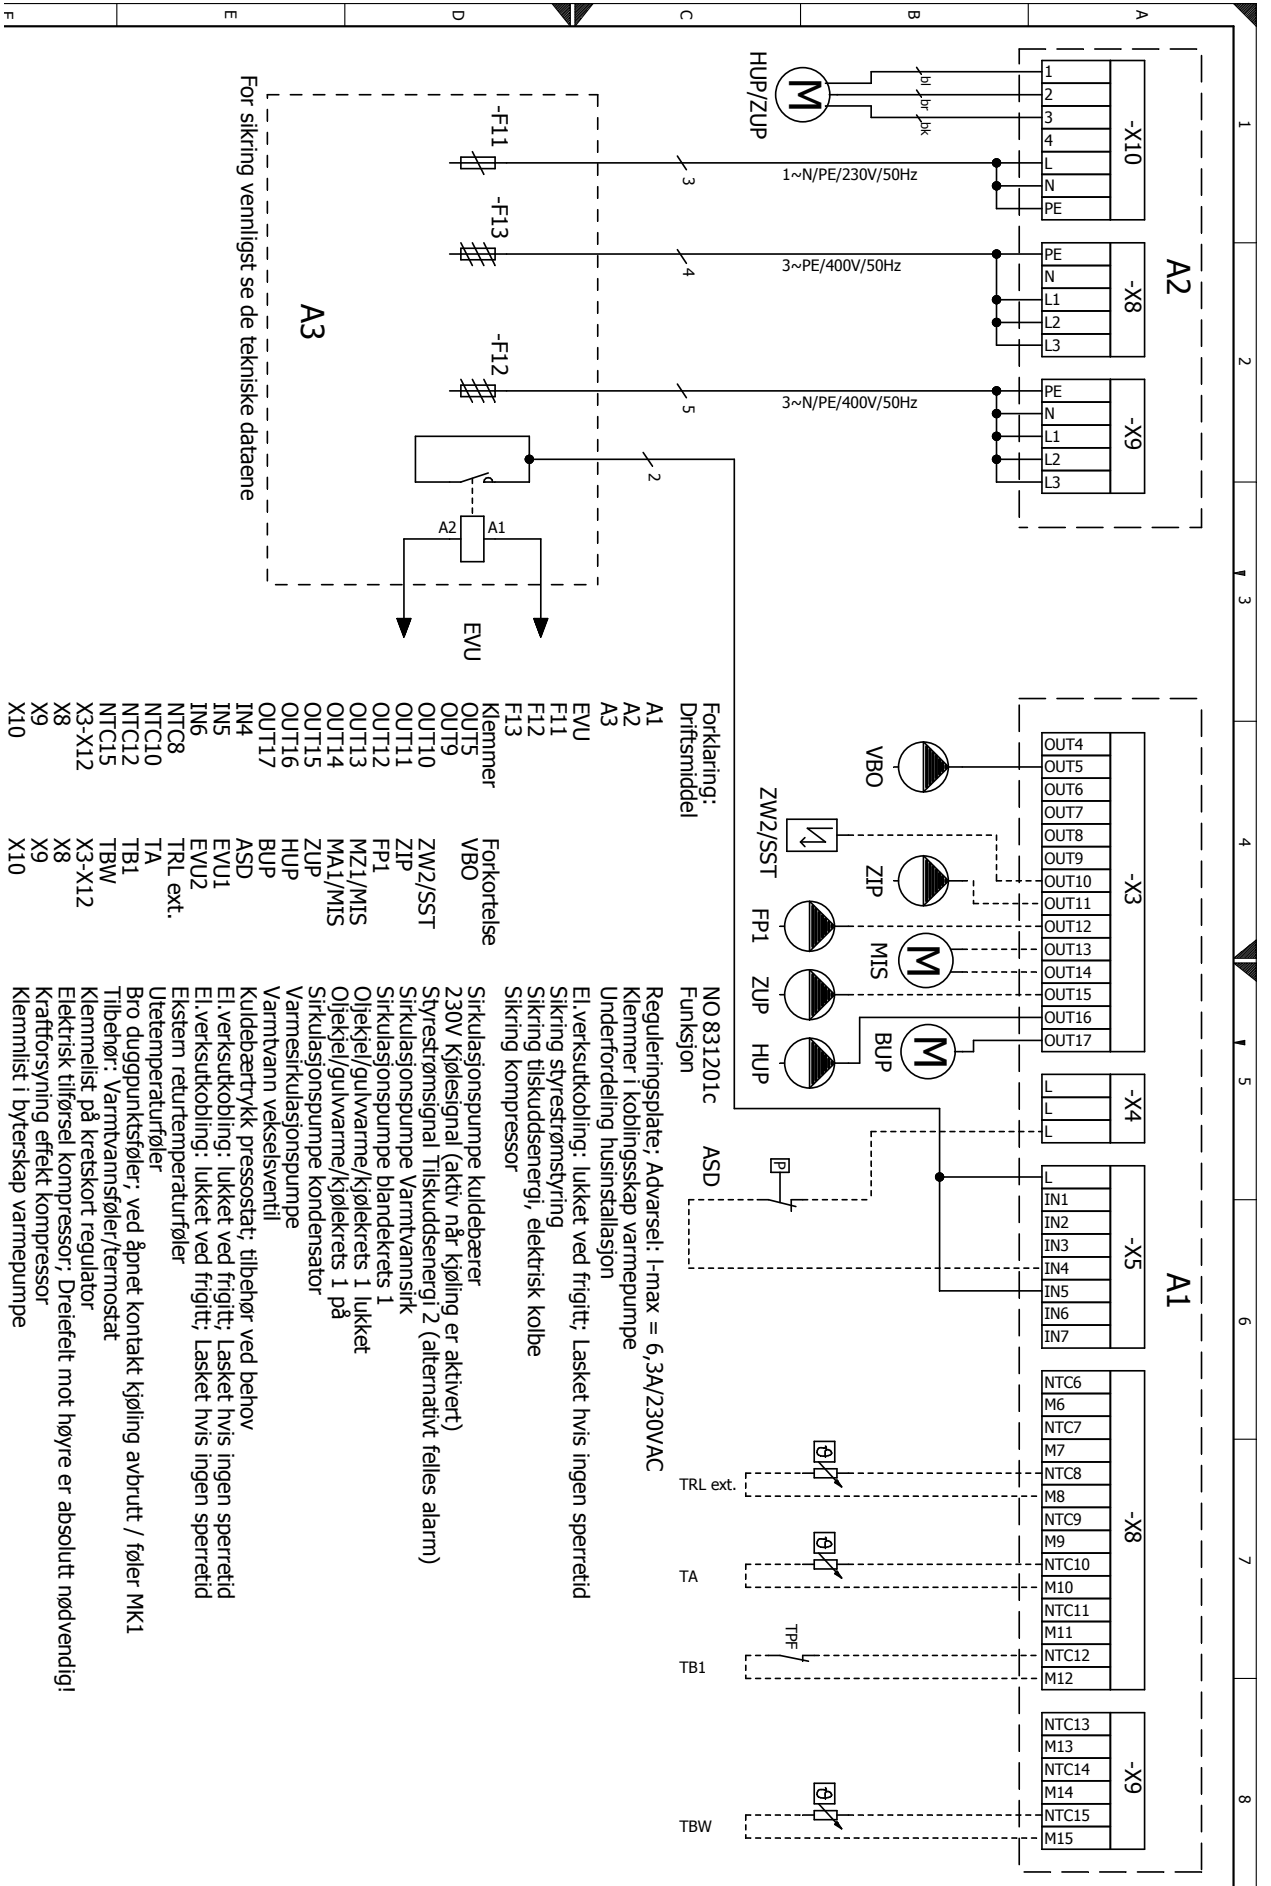 1
2
3
4
5
6
7
8
A
B
C
D
E
F
A2
A1
-X10
1
2
3
4
L
N
PE
-X8
PE
N
L1
L2
L3
-X9
PE
N
L1
L2
L3
-X3
OUT4
OUT5
OUT6
OUT7
OUT8
OUT9
OUT10
OUT11
OUT12
OUT13
OUT14
OUT15
OUT16
OUT17
-X4
L
L
L
-X5
L
IN1
IN2
IN3
IN4
IN5
IN6
IN7
-X8
NTC6
M6
NTC7
M7
NTC8
M8
NTC9
M9
NTC10
M10
NTC11
M11
NTC12
M12
-X9
NTC13
M13
NTC14
M14
NTC15
M15
bl
br
bk
M
HUP/ZUP
1~N/PE/230V/50Hz
3~PE/400V/50Hz
3~N/PE/400V/50Hz
3
4
5
2
VBO
ZW2/SST
ZIP
FP1
M
MIS
ZUP
HUP
M
BUP
P
ASD
ϑ
TRL ext.
ϑ
TA
TPF
TB1
ϑ
TBW
-F11
-F13
-F12
A2
A1
EVU
A3
For sikring vennligst se de tekniske dataene
Forklaring: NO 831201c
Driftsmiddel Funksjon
A1 Reguleringsplate; Advarsel: I-max = 6,3A/230VAC
A2 Klemmer i koblingsskap varmepumpe
A3 Underfordeling husinstallasjon
EVU El.verksutkobling: lukket ved frigitt; Lasket hvis ingen sperretid
F11 Sikring styrestrømstyring
F12 Sikring tilskuddsenergi, elektrisk kolbe
F13 Sikring kompressor
Klemmer Forkortelse
OUT5 VBO Sirkulasjonspumpe kuldebærer
OUT9 230V Kjølesignal (aktiv når kjøling er aktivert)
OUT10 ZW2/SST Styrestrømsignal Tilskuddsenergi 2 (alternativt felles alarm)
OUT11 ZIP Sirkulasjonspumpe Varmtvannsirk
OUT12 FP1 Sirkulasjonspumpe blandekrets 1
OUT13 MZ1/MIS Oljekjel/gulvvarme/kjølekrets 1 lukket
OUT14 MA1/MIS Oljekjel/gulvvarme/kjølekrets 1 på
OUT15 ZUP Sirkulasjonspumpe kondensator
OUT16 HUP Varmesirkulasjonspumpe
OUT17 BUP Varmtvann vekselsventil
IN4 ASD Kuldebærtrykk pressostat; tilbehør ved behov
IN5 EVU1 El.verksutkobling: lukket ved frigitt; Lasket hvis ingen sperretid
IN6 EVU2 El.verksutkobling: lukket ved frigitt; Lasket hvis ingen sperretid
NTC8 TRL ext. Ekstern returtemperaturføler
NTC10 TA Utetemperaturføler
NTC12 TB1 Bro duggpunktsføler; ved åpnet kontakt kjøling avbrutt / føler MK1
NTC15 TBW Tilbehør: Varmtvannsføler/termostat
X3-X12 X3-X12 Klemmelist på kretskort regulator
X8 X8 Elektrisk tilførsel kompressor; Dreiefelt mot høyre er absolutt nødvendig!
X9 X9 Kraftforsyning effekt kompressor
X10 X10 Klemmlist i byterskap varmepumpe